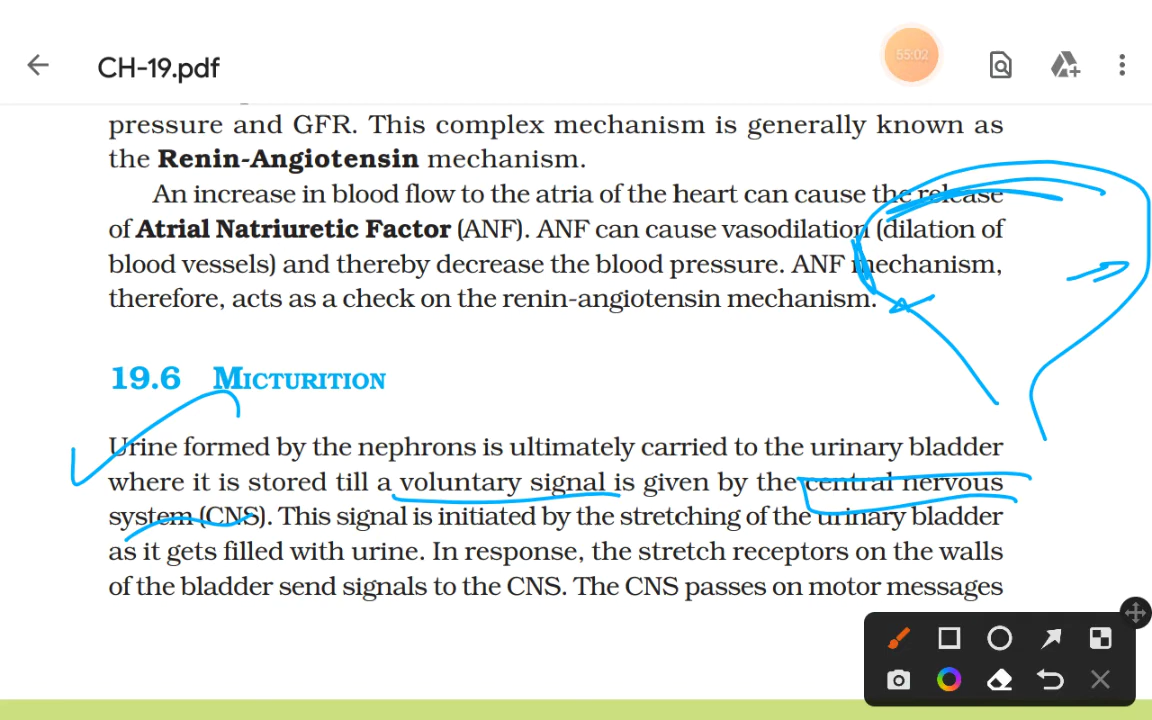 CH-19.pdf
55:02
pressure and GFR. This complex mechanism is generally known as
the Renin-Angiotensin mechanism.
An increase in blood flow to the atria of the heart can cause the release
of Atrial Natriuretic Factor (ANF). ANF can cause vasodilation (dilation of
blood vessels) and thereby decrease the blood pressure. ANF mechanism,
therefore, acts as a check on the renin-angiotensin mechanism.
19.6 MICTURITION
Urine formed by the nephrons is ultimately carried to the urinary bladder
where it is stored till a voluntary signal is given by the central nervous
system (CNS). This signal is initiated by the stretching of the urinary bladder
as it gets filled with urine. In response, the stretch receptors on the walls
of the bladder send signals to the CNS. The CNS passes on motor messages